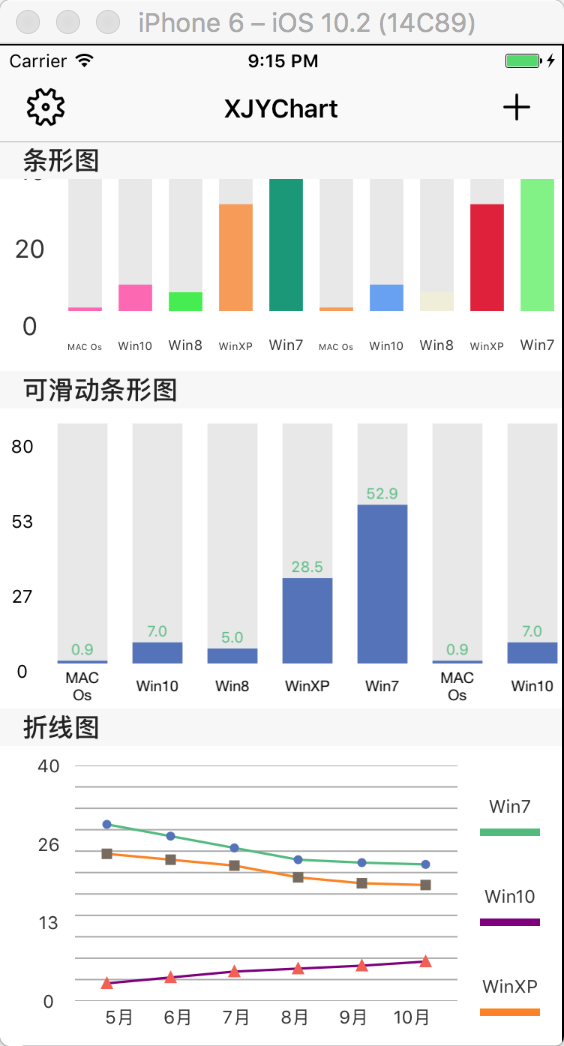 iPhone 6 – iOS 10.2 (14C89)
Carrier 9:15 PM
XJYChart
条形图
20
0
MAC Os Win10 Win8 WinXP Win7 MAC Os Win10 Win8 WinXP Win7
可滑动条形图
80
53
27
0
0.9 7.0 5.0 28.5 52.9 0.9 7.0
MAC Os Win10 Win8 WinXP Win7 MAC Os Win10
折线图
40
26
13
0
5月 6月 7月 8月 9月 10月
Win7
Win10
WinXP